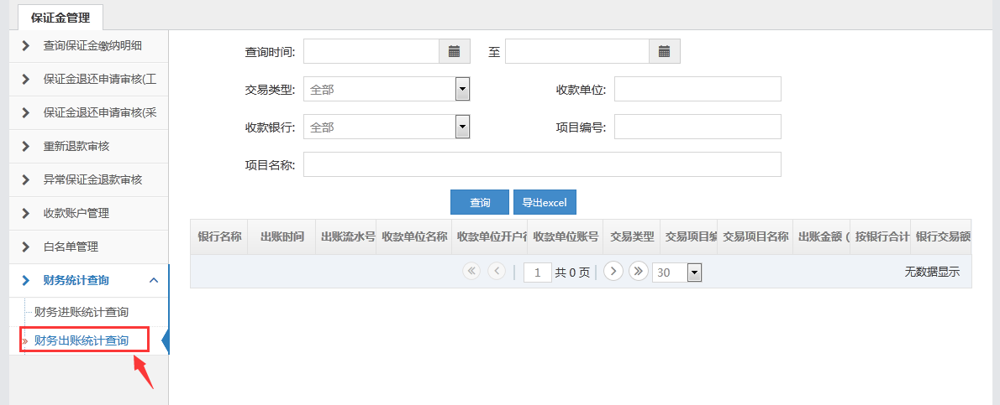 保证金管理
查询保证金缴纳明细
保证金退还申请审核(工
保证金退还申请审核(采
重新退款审核
异常保证金退款审核
收款账户管理
白名单管理
财务统计查询
财务进账统计查询
财务出账统计查询
查询时间: 至
交易类型: 全部 收款单位:
收款银行: 全部 项目编号:
项目名称:
查询 导出excel
银行名称 出账时间 出账流水号 收款单位名称 收款单位开户行 收款单位账号 交易类型 交易项目编 交易项目名称 出账金额 ( 按银行合计 银行交易额
1 共 0 页 30 无数据显示